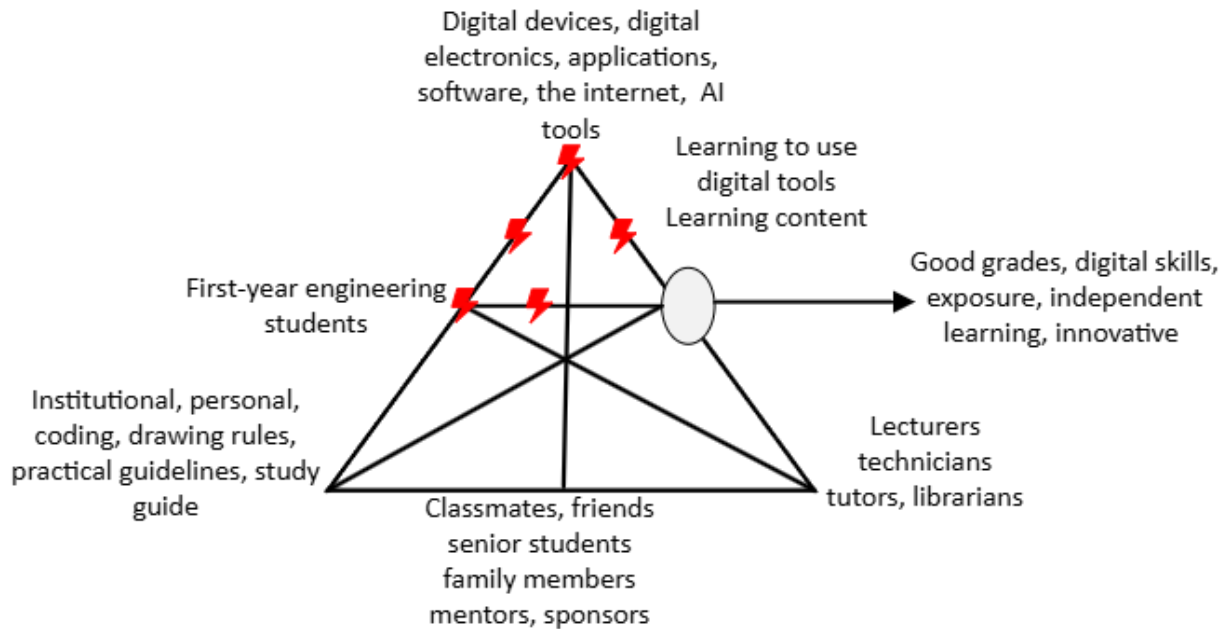 Digital devices, digital
electronics, applications,
software, the internet,  AI
tools
Learning to use
digital tools
Learning content
First-year engineering
students
Good grades, digital skills,
exposure, independent
learning, innovative
Institutional, personal,
coding, drawing rules,
practical guidelines, study
guide
Classmates, friends
senior students
family members
mentors, sponsors
Lecturers
technicians
tutors, librarians